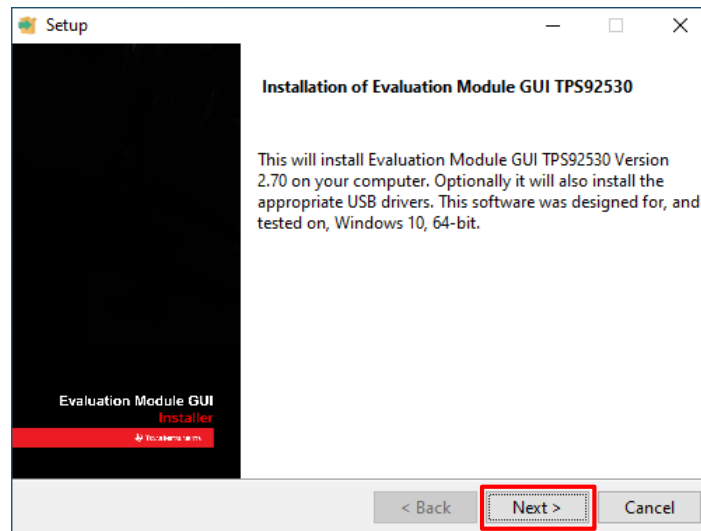 Setup
Installation of Evaluation Module GUI TPS92530
This will install Evaluation Module GUI TPS92530 Version
2.70 on your computer. Optionally it will also install the
appropriate USB drivers. This software was designed for, and
tested on, Windows 10, 64-bit.
Evaluation Module GUI
Installer
< Back
Next >
Cancel